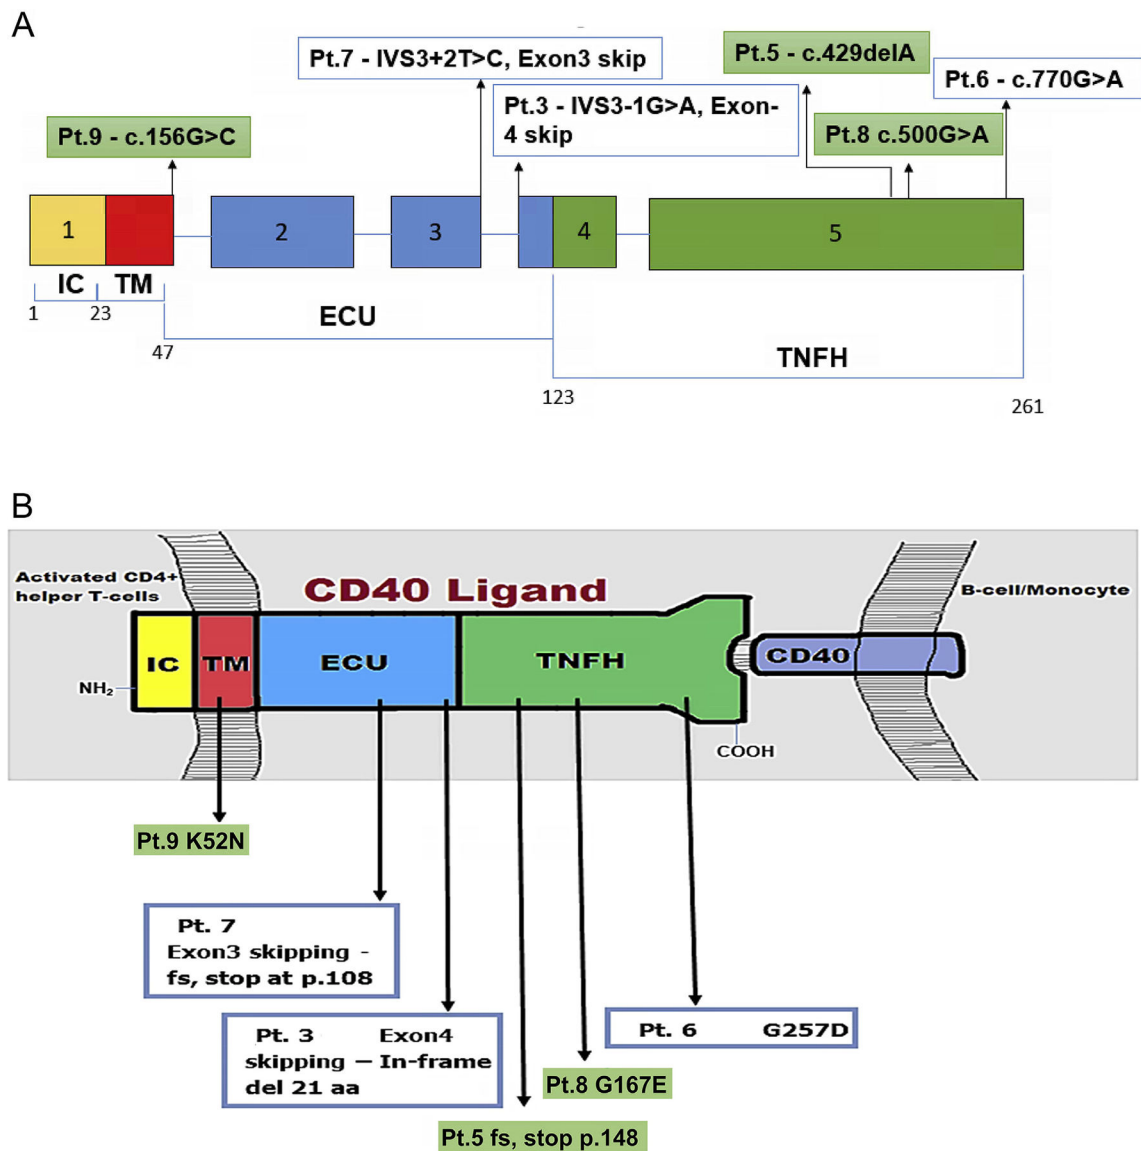 A
Pt.7 - IVS3+2T>C, Exon3 skip
Pt.5 - c.429delA
Pt.6 - c.770G>A
Pt.3 - IVS3-1G>A, Exon-
4 skip
Pt.9 - c.156G>C
Pt.8 c.500G>A
1
2
3
4
5
IC
TM
1
23
ECU
47
TNFH
123
261
B
Activated CD4+
helper T-cells
CD40 Ligand
B-cell/Monocyte
IC
TM
ECU
TNFH
CD40
NH₂
COOH
Pt.9 K52N
Pt. 7
Exon3 skipping -
fs, stop at p.108
Pt. 3 Exon4
skipping – In-frame
del 21 aa
Pt. 6 G257D
Pt.8 G167E
Pt.5 fs, stop p.148